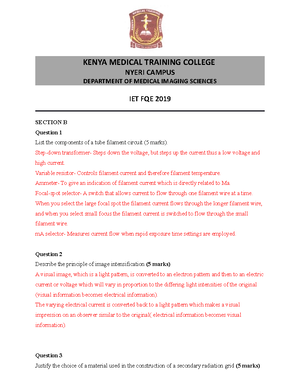 KENYA MEDICAL TRAINING COLLEGE
NYERI CAMPUS
DEPARTMENT OF MEDICAL IMAGING SCIENCES
IET FQE 2019
SECTION B
Question 1
List the components of a tube filament circuit (5 marks)
Step-down transformer- Steps down the voltage, but steps up the current thus a low voltage and
high current
Variable resistor- Controls filament current and therefore filament temperature
Ammeter- To give an indication of filament current which is directly related to Ma
Focal spot selector- A switch that allows current to flow through one filament wire at a time.
When you select the large focal spot the filament current flows through the longer filament wire,
and when you select small focus the filament current is switched to flow through the small
filament wire.
mA selector- Measures current flow when rapid exposure time settings are employed
Question 2
Describe the principle of image intensification (5 marks)
A visual image, which is a light pattern, is converted to an electron pattern and then to an electric
current or voltage which will vary in proportion to the differing light intensities of the original
(visual information becomes electrical information)
The varying electrical current is converted back to a light pattern which makes a visual
impression on an observer similar to the original( electrical information becomes visual
information)
Question 3
Justify the choice of a material used in the construction of a secondary radiation grid (5 marks)